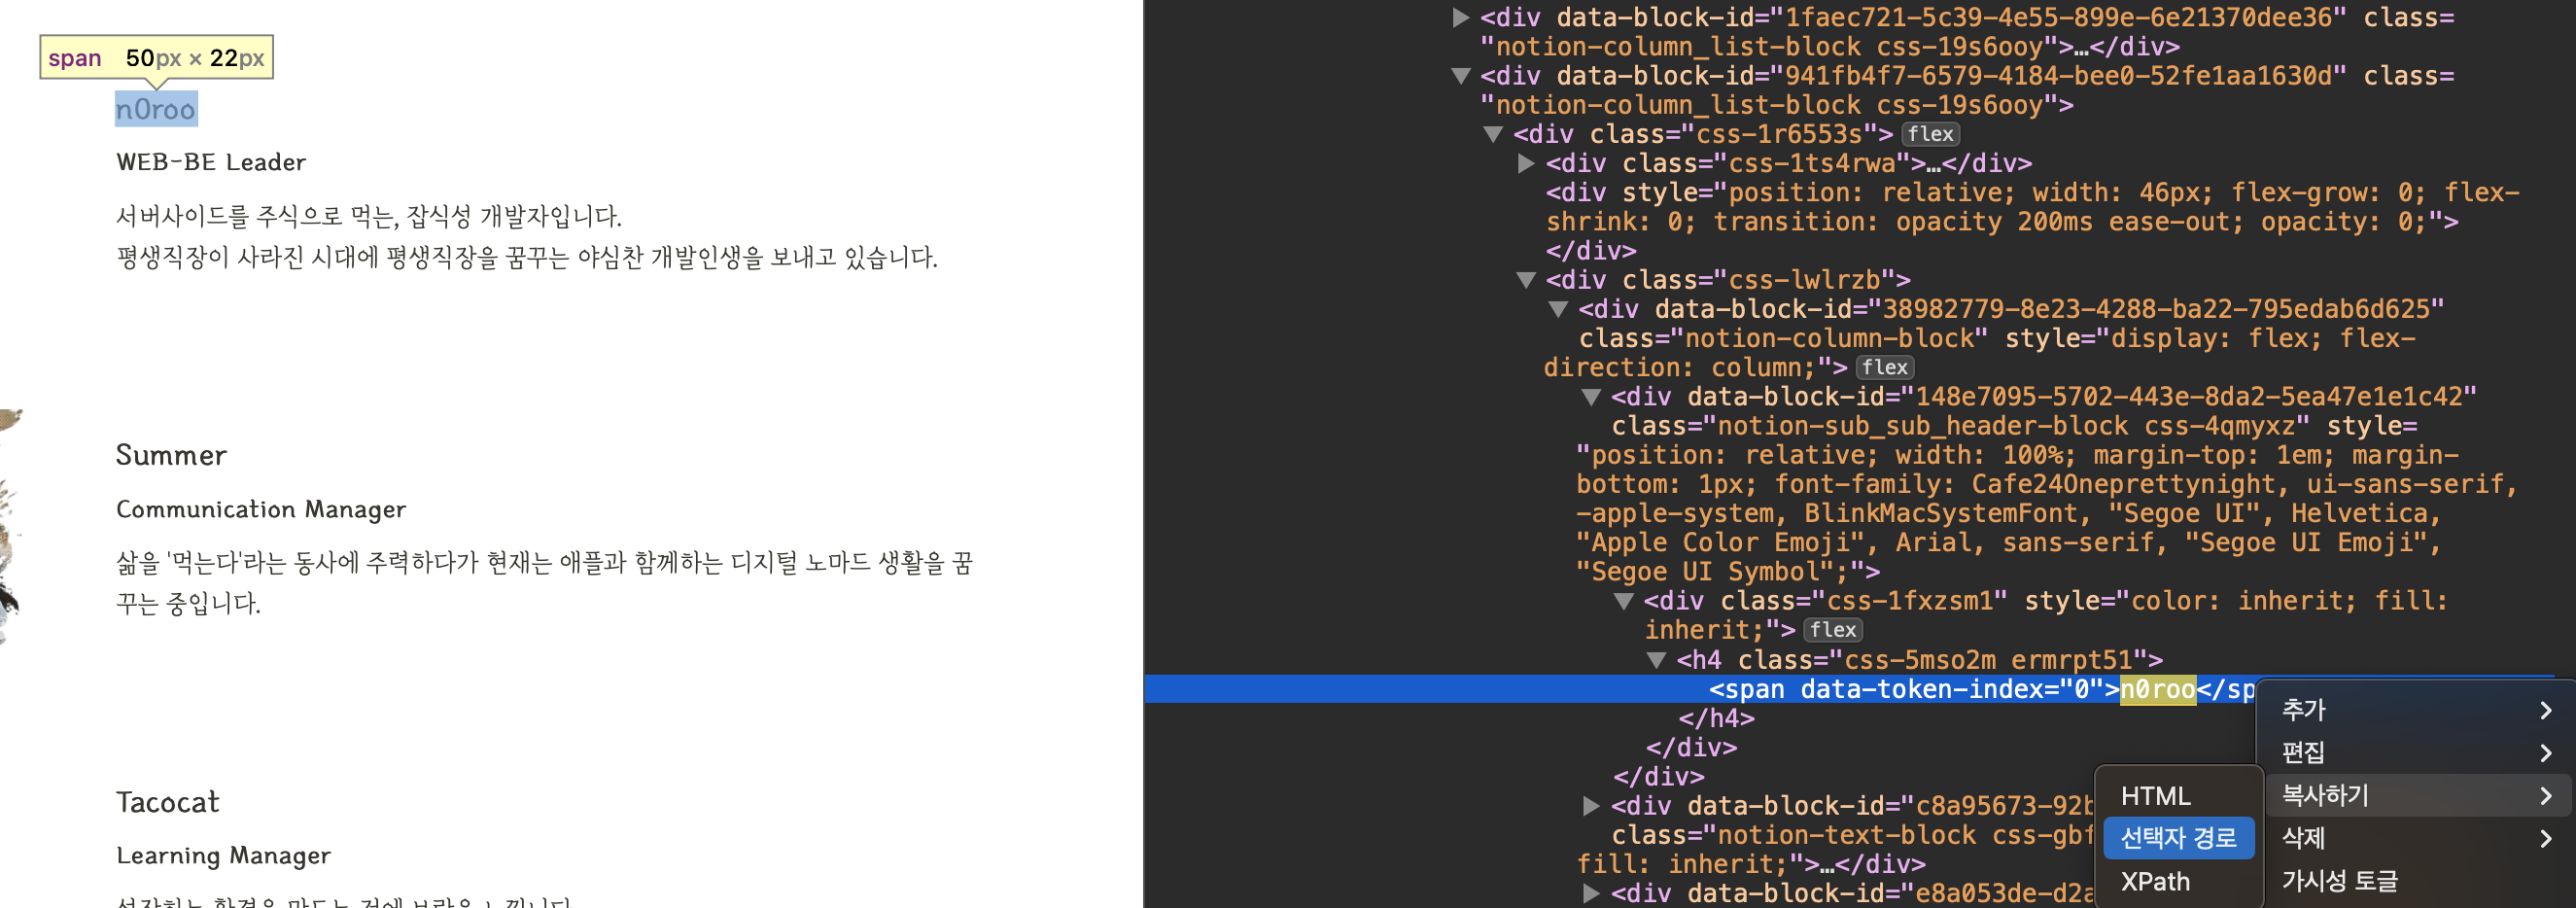 span 50px × 22px
n0roo
WEB-BE Leader
서버사이드를 주식으로 먹는, 잡식성 개발자입니다.
평생직장이 사라진 시대에 평생직장을 꿈꾸는 야심찬 개발인생을 보내고 있습니다.
Summer
Communication Manager
삶을 '먹는다'라는 동사에 주력하다가 현재는 애플과 함께하는 디지털 노마드 생활을 꿈
꾸는 중입니다.
Tacocat
Learning Manager
<div data-block-id="1faec721-5c39-4e55-899e-6e21370dee36" class=
"notion-column_list-block css-19s6ooy">…</div>
<div data-block-id="941fb4f7-6579-4184-bee0-52fe1aa1630d" class=
"notion-column_list-block css-19s6ooy">
<div class="css-1r6553s"> flex
<div class="css-1ts4rwa">…</div>
<div style="position: relative; width: 46px; flex-grow: 0; flex-
shrink: 0; transition: opacity 200ms ease-out; opacity: 0;">
</div>
<div class="css-lwlrzb">
<div data-block-id="38982779-8e23-4288-ba22-795edab6d625"
class="notion-column-block" style="display: flex; flex-
direction: column;"> flex
<div data-block-id="148e7095-5702-443e-8da2-5ea47e1e1c42"
class="notion-sub_sub_header-block css-4qmyxz" style=
"position: relative; width: 100%; margin-top: 1em; margin-
bottom: 1px; font-family: Cafe24Oneprettynight, ui-sans-serif,
-apple-system, BlinkMacSystemFont, "Segoe UI", Helvetica,
"Apple Color Emoji", Arial, sans-serif, "Segoe UI Emoji",
"Segoe UI Symbol";">
<div class="css-1fxzsm1" style="color: inherit; fill:
inherit;"> flex
<h4 class="css-5mso2m ermrpt51">
<span data-token-index="0">n0roo</sp
</h4>
</div>
</div>
<div data-block-id="c8a95673-92b
class="notion-text-block css-gbf
fill: inherit;">…</div>
<div data-block-id="e8a053de-d2a
추가
편집
복사하기
삭제
가시성 토글
HTML
선택자 경로
XPath